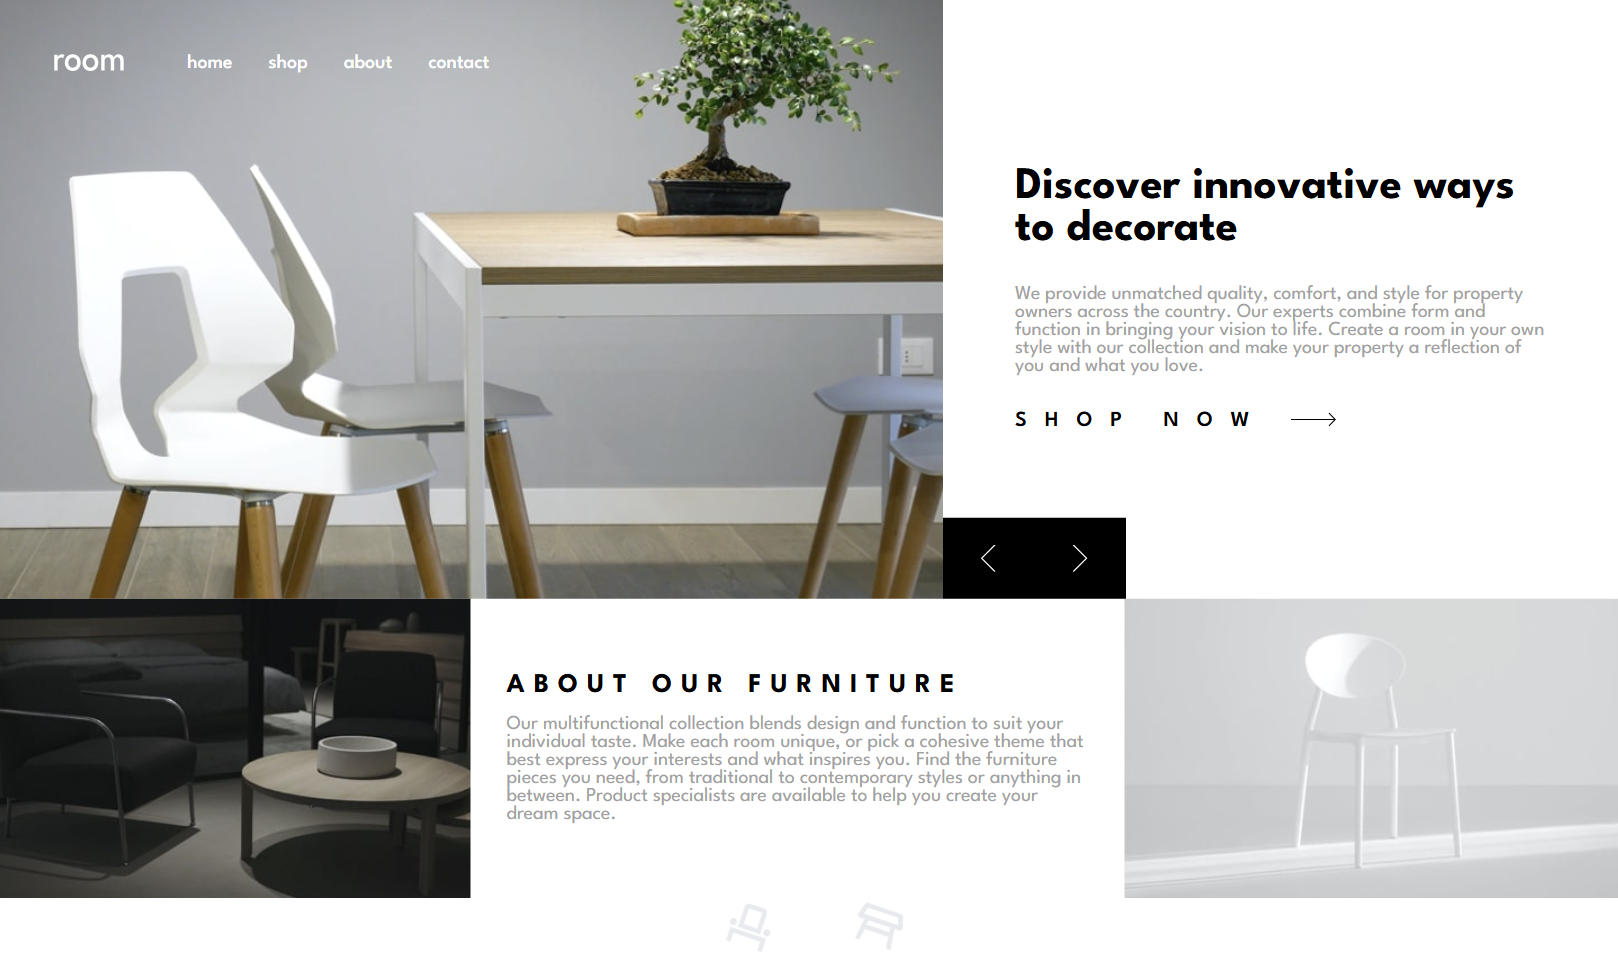 room home shop about contact
Discover innovative ways
to decorate
We provide unmatched quality, comfort, and style for property
owners across the country. Our experts combine form and
function in bringing your vision to life. Create a room in your own
style with our collection and make your property a reflection of
you and what you love.
SHOP NOW
ABOUT OUR FURNITURE
Our multifunctional collection blends design and function to suit your
individual taste. Make each room unique, or pick a cohesive theme that
best express your interests and what inspires you. Find the furniture
pieces you need, from traditional to contemporary styles or anything in
between. Product specialists are available to help you create your
dream space.